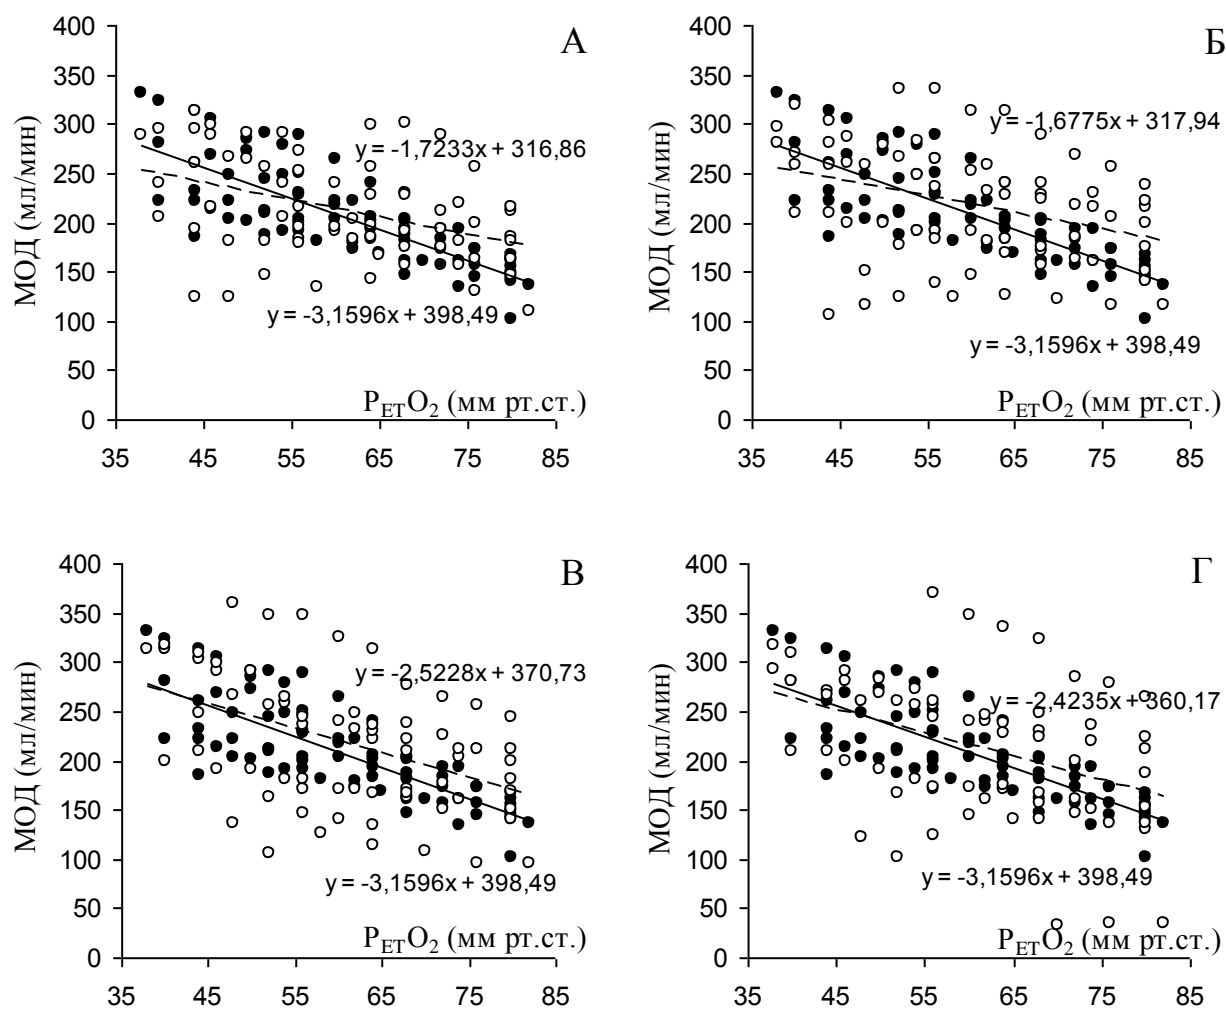 А
МОД (мл/мин)
400
350
300
250
200
150
100
50
0
y = -1,7233x + 316,86
y = -3,1596x + 398,49
PETO2 (мм рт.ст.)
35 45 55 65 75 85
Б
МОД (мл/мин)
400
350
300
250
200
150
100
50
0
y = -1,6775x + 317,94
y = -3,1596x + 398,49
PETO2 (мм рт.ст.)
35 45 55 65 75 85
В
МОД (мл/мин)
400
350
300
250
200
150
100
50
0
y = -2,5228x + 370,73
y = -3,1596x + 398,49
PETO2 (мм рт.ст.)
35 45 55 65 75 85
Г
МОД (мл/мин)
400
350
300
250
200
150
100
50
0
y = -2,4235x + 360,17
y = -3,1596x + 398,49
PETO2 (мм рт.ст.)
35 45 55 65 75 85